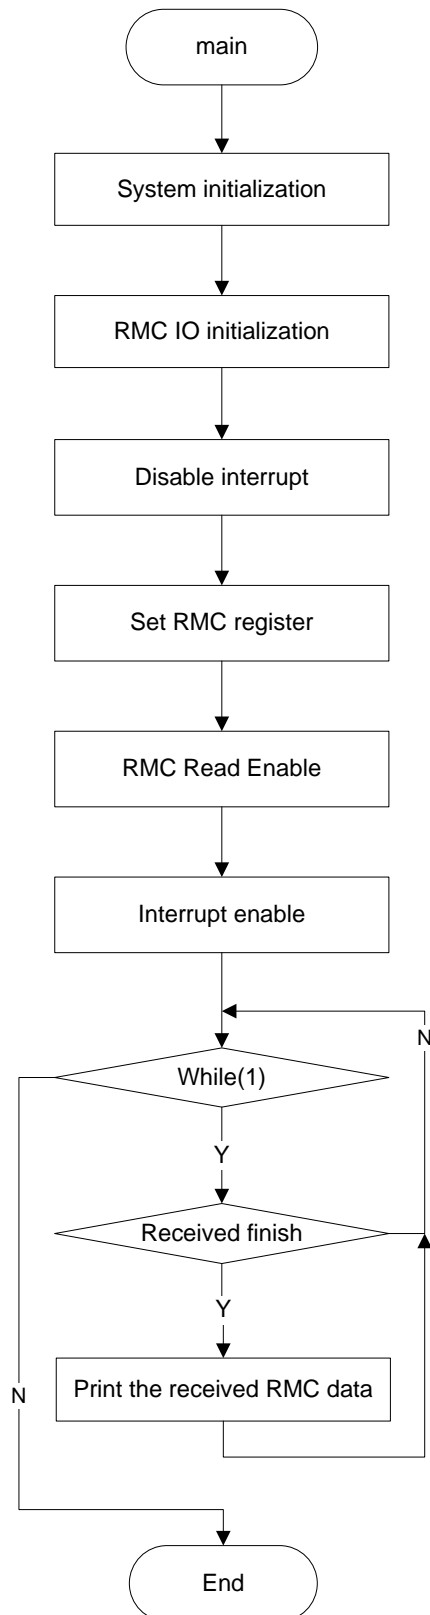 main
System initialization
RMC IO initialization
Disable interrupt
Set RMC register
RMC Read Enable
Interrupt enable
N
While(1)
Y
Received finish
Y
Print the received RMC data
N
End